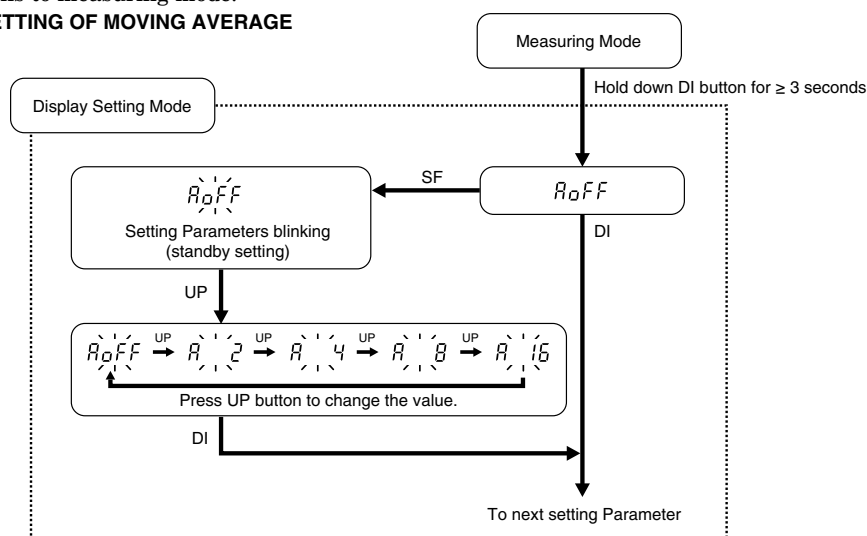 to measuring mode.
ETTING OF MOVING AVERAGE
Measuring Mode
Hold down DI button for ≥ 3 seconds
Display Setting Mode
AoFF
SF
AoFF
Setting Parameters blinking
(standby setting)
DI
UP
AoFF UP → A 2 UP → A 4 UP → A 8 UP → A 16
Press UP button to change the value.
DI
To next setting Parameter